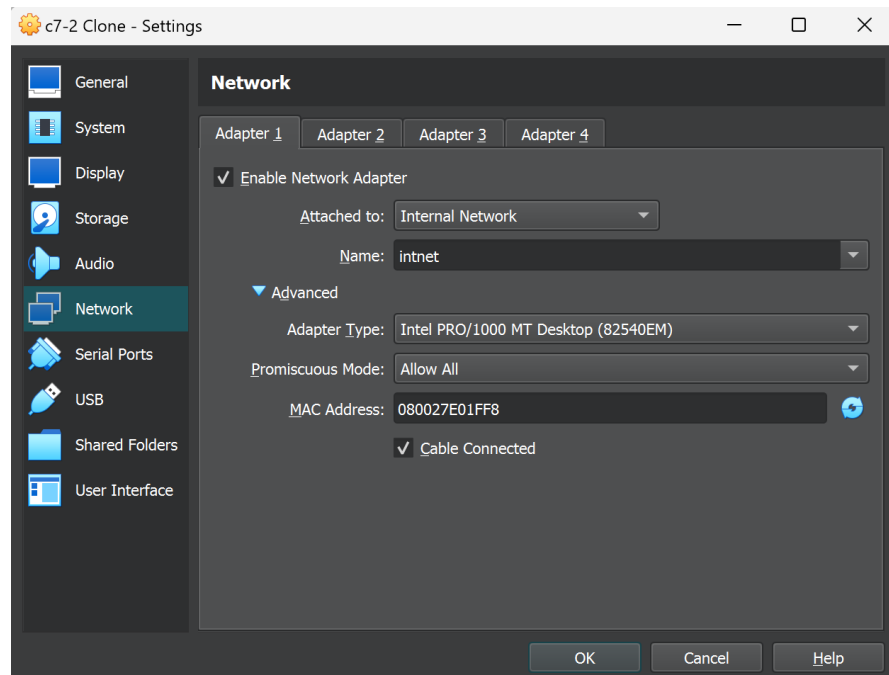 c7-2 Clone - Settings
General
System
Display
Storage
Audio
Network
Serial Ports
USB
Shared Folders
User Interface
Network
Adapter 1 Adapter 2 Adapter 3 Adapter 4
Enable Network Adapter
Attached to: Internal Network
Name: intnet
Advanced
Adapter Type: Intel PRO/1000 MT Desktop (82540EM)
Promiscuous Mode: Allow All
MAC Address: 080027E01FF8
Cable Connected
OK Cancel Help